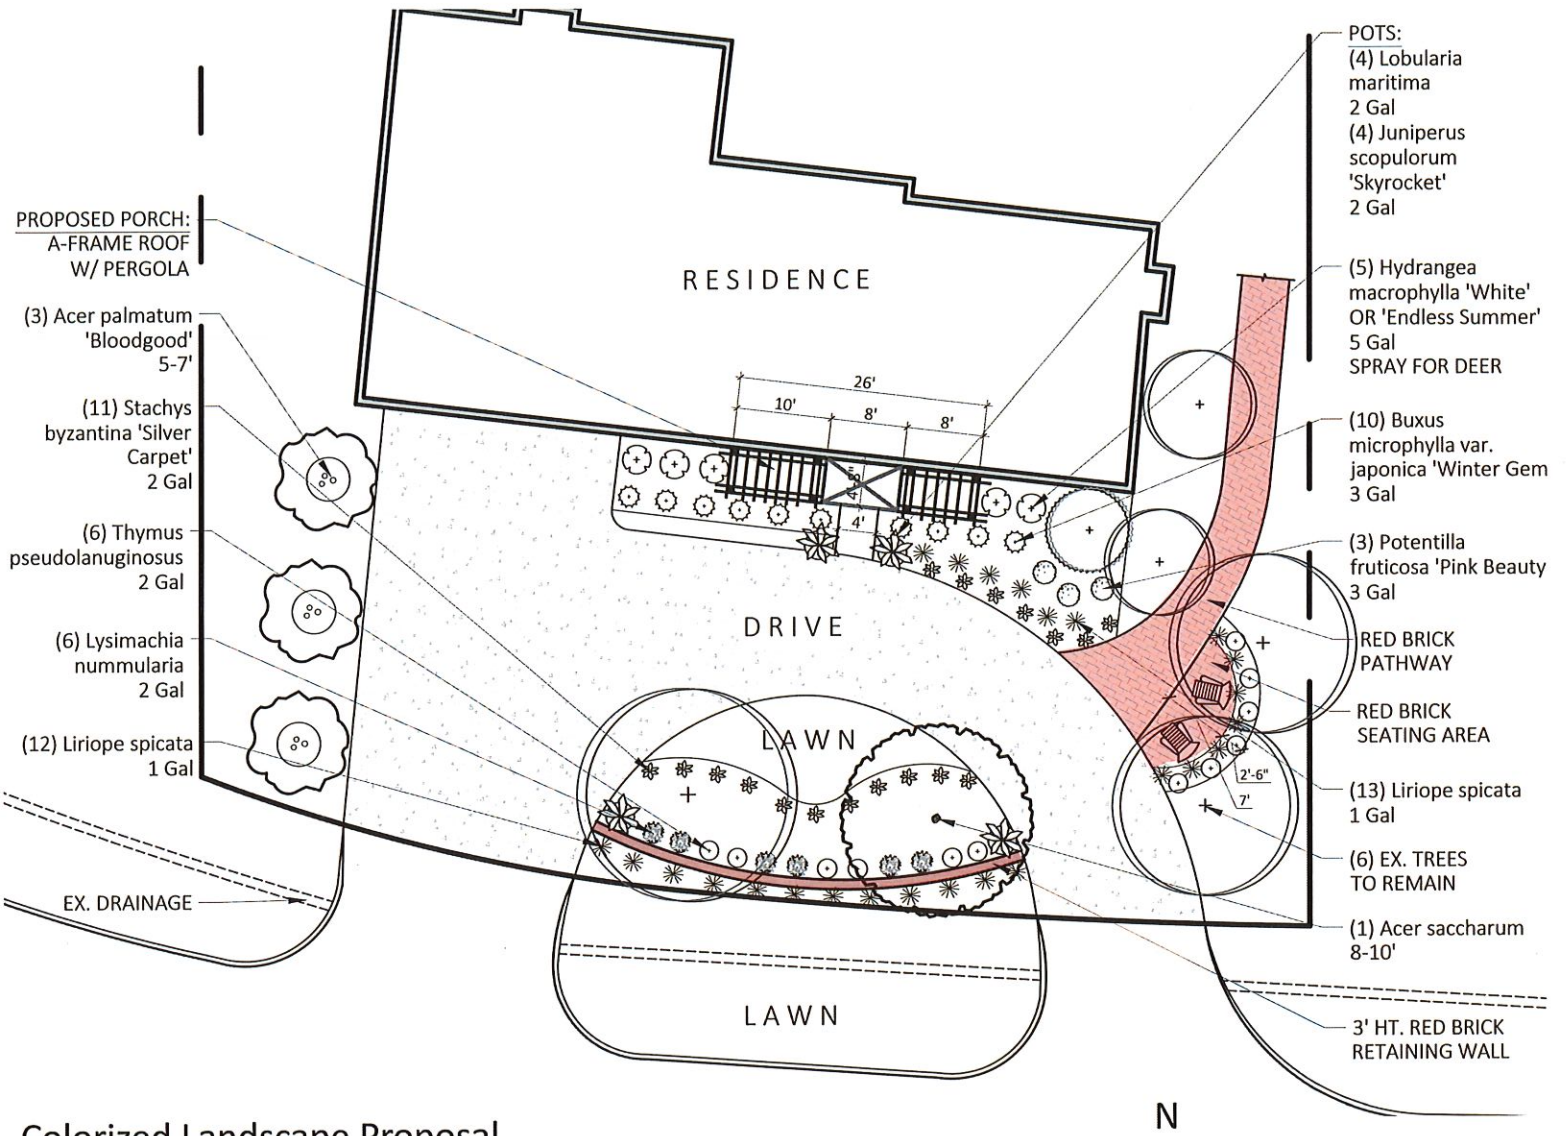 PROPOSED PORCH:
A-FRAME ROOF
W/ PERGOLA
(3) Acer palmatum
'Bloodgood'
5-7'
(11) Stachys
byzantina 'Silver
Carpet'
2 Gal
(6) Thymus
pseudolanuginosus
2 Gal
(6) Lysimachia
nummularia
2 Gal
(12) Liriope spicata
1 Gal
EX. DRAINAGE
RESIDENCE
26'
10'
8'
8'
4'
DRIVE
LAWN
LAWN
2'-6"
7'
POTS:
(4) Lobularia
maritima
2 Gal
(4) Juniperus
scopulorum
'Skyrocket'
2 Gal
(5) Hydrangea
macrophylla 'White'
OR 'Endless Summer'
5 Gal
SPRAY FOR DEER
(10) Buxus
microphylla var.
japonica 'Winter Gem
3 Gal
(3) Potentilla
fruticosa 'Pink Beauty
3 Gal
RED BRICK
PATHWAY
RED BRICK
SEATING AREA
(13) Liriope spicata
1 Gal
(6) EX. TREES
TO REMAIN
(1) Acer saccharum
8-10'
3' HT. RED BRICK
RETAINING WALL
N
Colorized Landscape Proposal